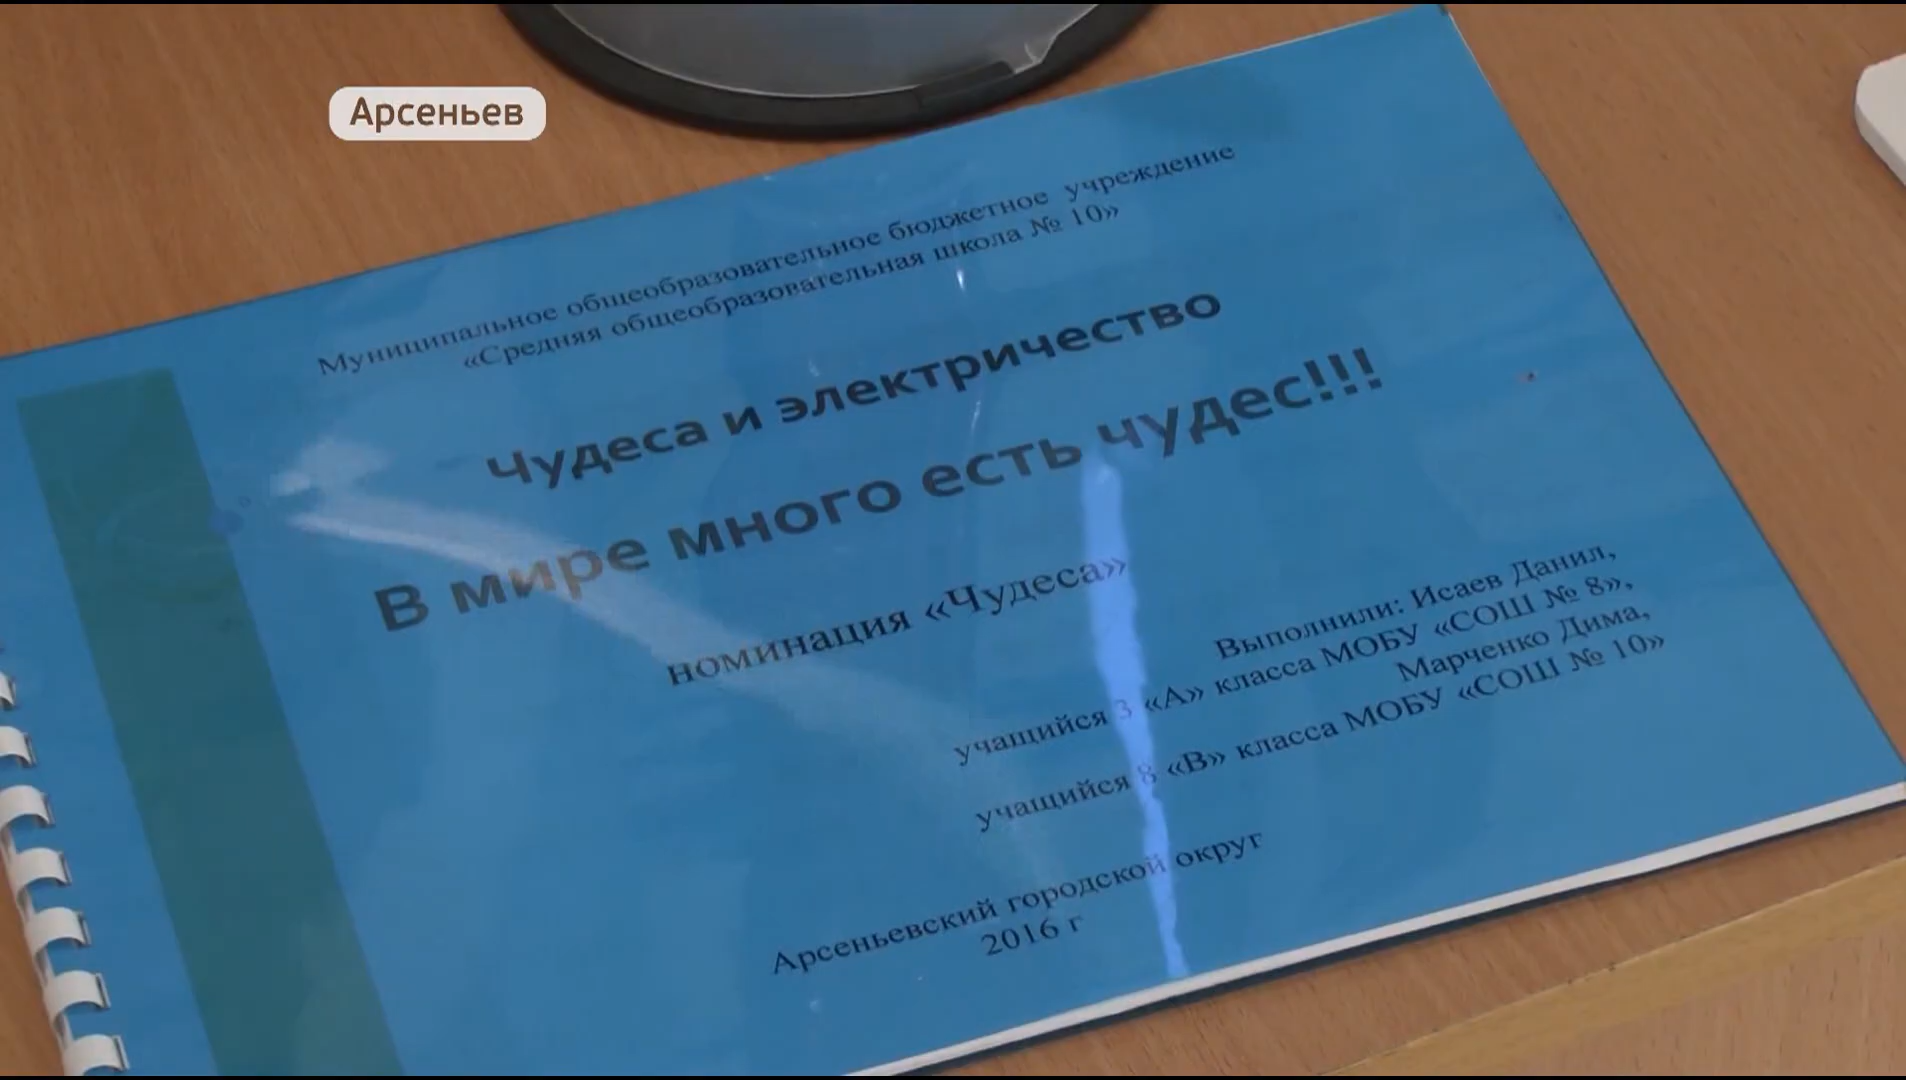 Арсеньев
Муниципальное общеобразовательное бюджетное учреждение
«Средняя общеобразовательная школа № 10»
Чудеса и электричество
В мире много есть чудес!!!
номинация «Чудеса»
Выполнили: Исаев Данил,
учащийся 3 «А» класса МОБУ «СОШ № 8»,
Марченко Дима,
учащийся 8 «В» класса МОБУ «СОШ № 10»
Арсеньевский городской округ
2016 г